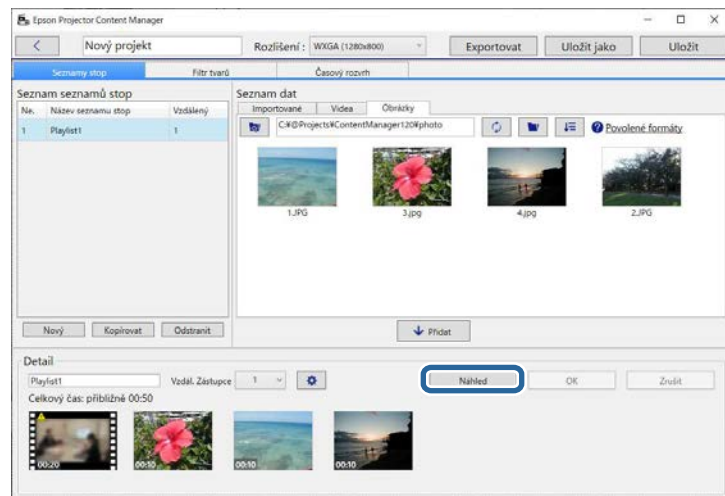 Epson Projector Content Manager
Nový projekt Rozlišení : WXGA (1280x800) Exportovat Uložit jako Uložit
Seznamy stop Filtr tvarů Časový rozvrh
Seznam seznamů stop
Ne. Název seznamu stop Vzdálený
1 Playlist1 1
Nový Kopírovat Odstranit
Seznam dat
Importované Videa Obrázky
C:¥@Projects¥ContentManager120¥photo Povolené formáty
1.JPG 3.jpg 4.jpg 2.JPG
Přidat
Detail
Playlist1 Vzdál. Zástupce 1 Náhled OK Zrušit
Celkový čas: přibližně 00:50
00:20 00:10 00:10 00:10